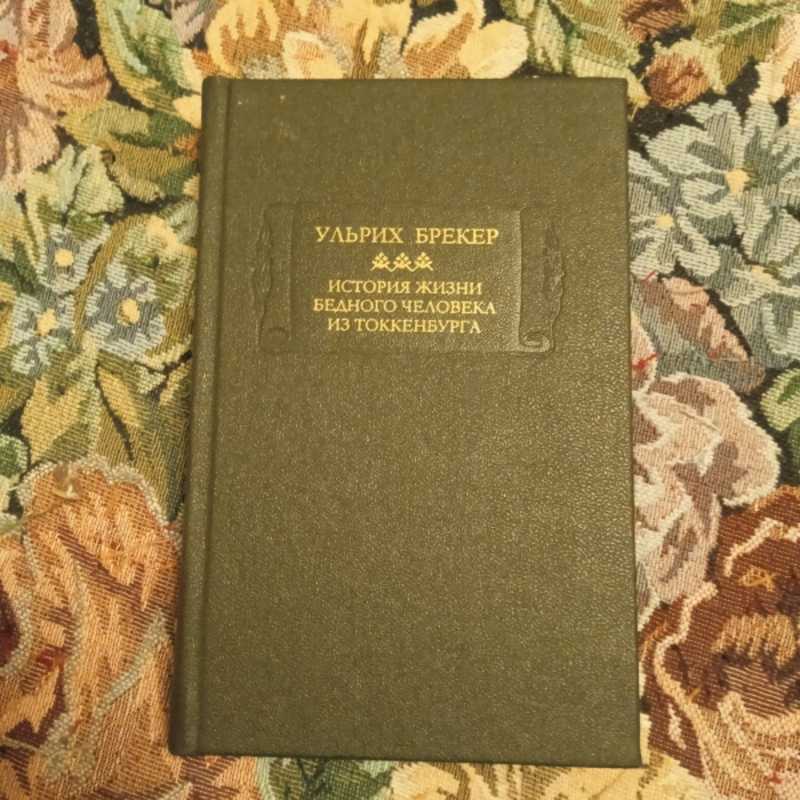 УЛЬРИХ БРЕКЕР
ИСТОРИЯ ЖИЗНИ
БЕДНОГО ЧЕЛОВЕКА
ИЗ ТОККЕНБУРГА